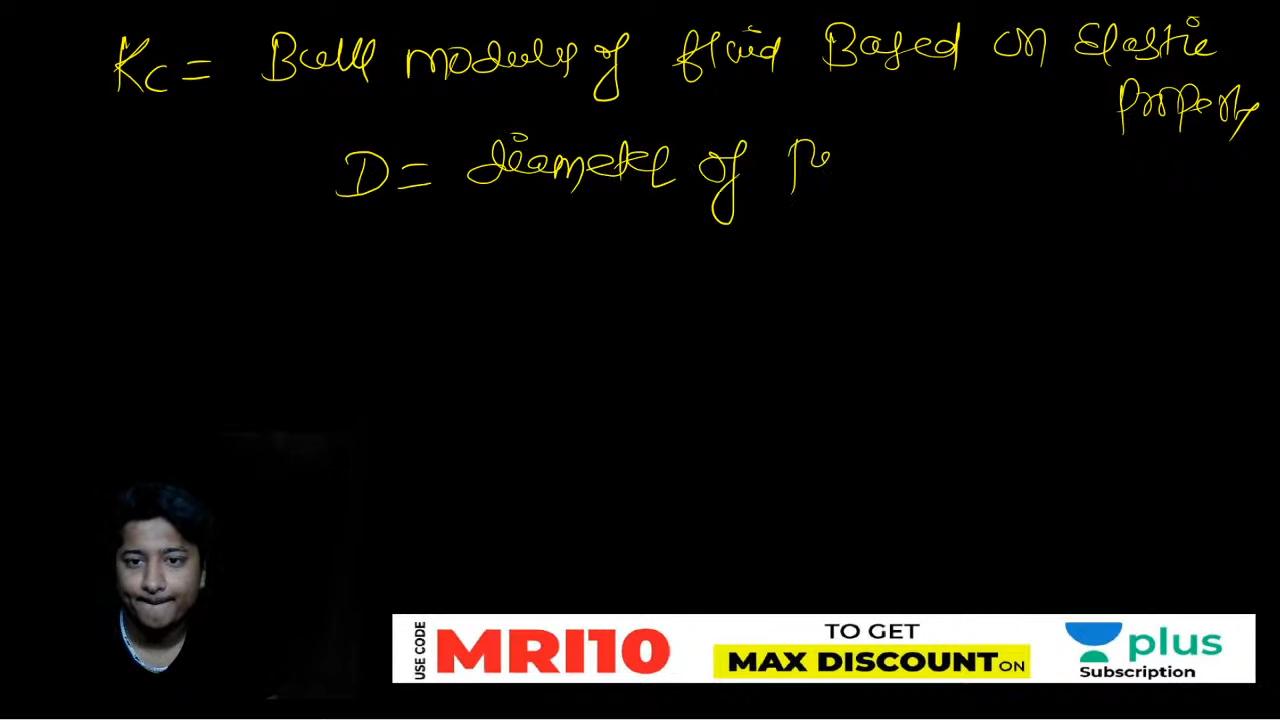 Kc = Bulk modulus of fluid Based on Elastic
Property
D = diameter of
USE CODE
MRI10
TO GET
MAX DISCOUNT ON
plus
Subscription